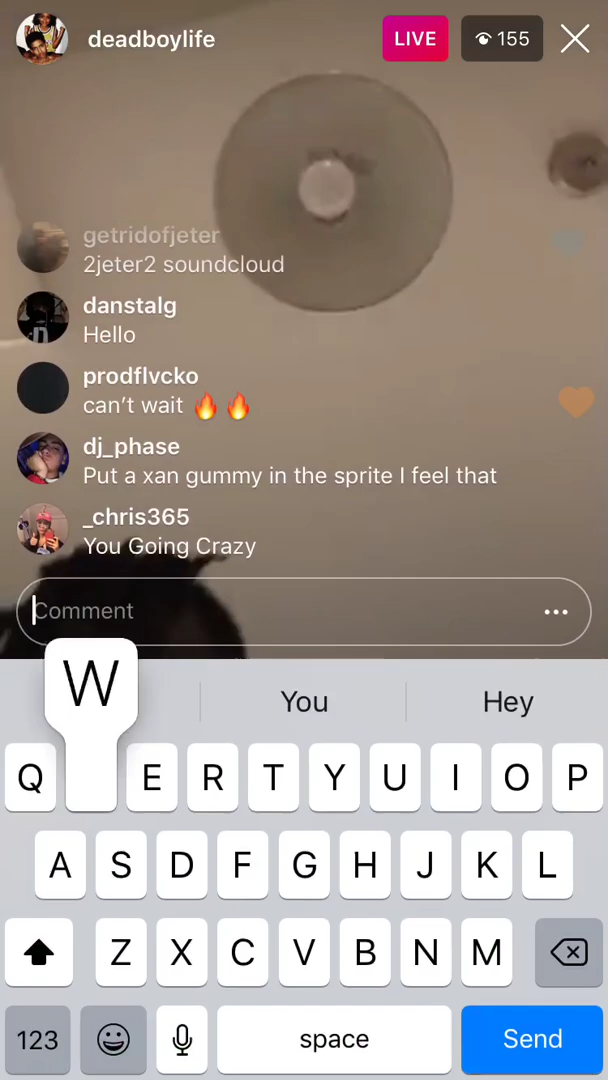 deadboylife LIVE 155
getridofjeter
2jeter2 soundcloud
danstalg
Hello
prodflvcko
can’t wait 🔥 🔥
dj_phase
Put a xan gummy in the sprite I feel that
_chris365
You Going Crazy
Comment
W
You Hey
Q E R T Y U I O P
A S D F G H J K L
Z X C V B N M
123 space Send